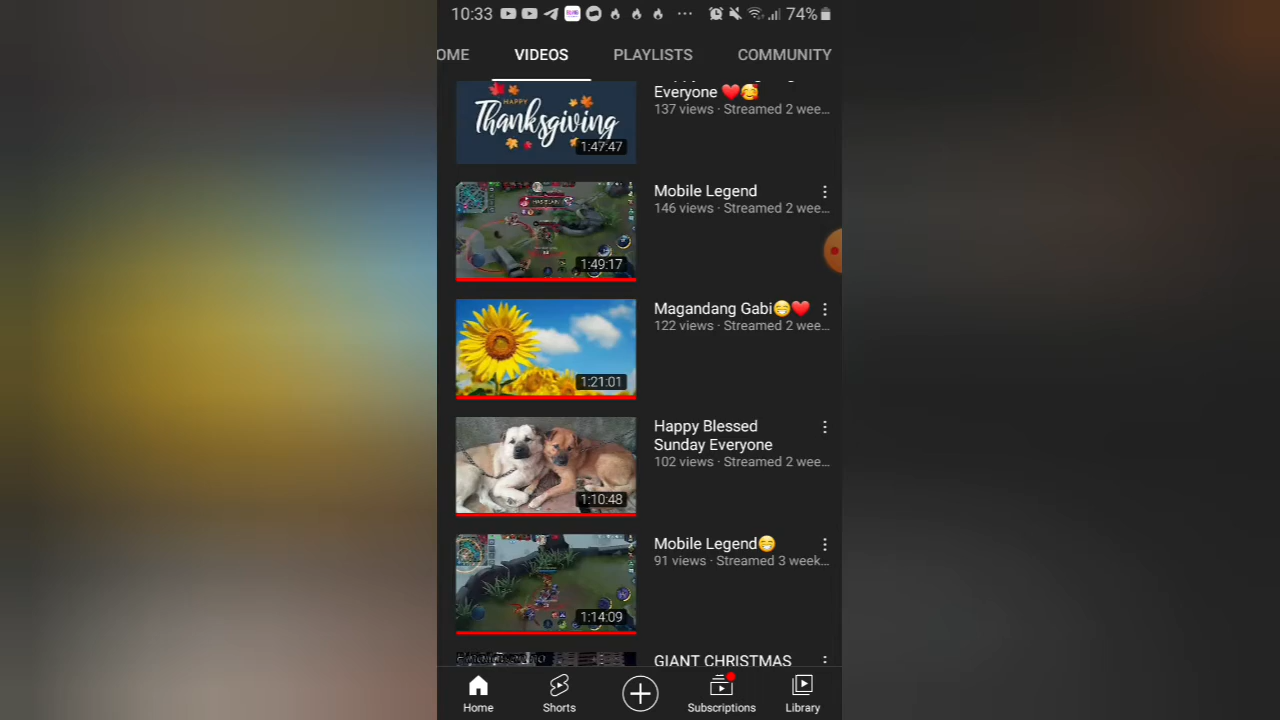 10:33
74%
OME VIDEOS PLAYLISTS COMMUNITY
HAPPY
Thanksgiving
1:47:47
Everyone ❤️🥰
137 views · Streamed 2 wee...
1:49:17
Mobile Legend
146 views · Streamed 2 wee...
1:21:01
Magandang Gabi😁❤️
122 views · Streamed 2 wee...
1:10:48
Happy Blessed
Sunday Everyone
102 views · Streamed 2 wee...
1:14:09
Mobile Legend😁
91 views · Streamed 3 week...
GIANT CHRISTMAS
Home Shorts Subscriptions Library